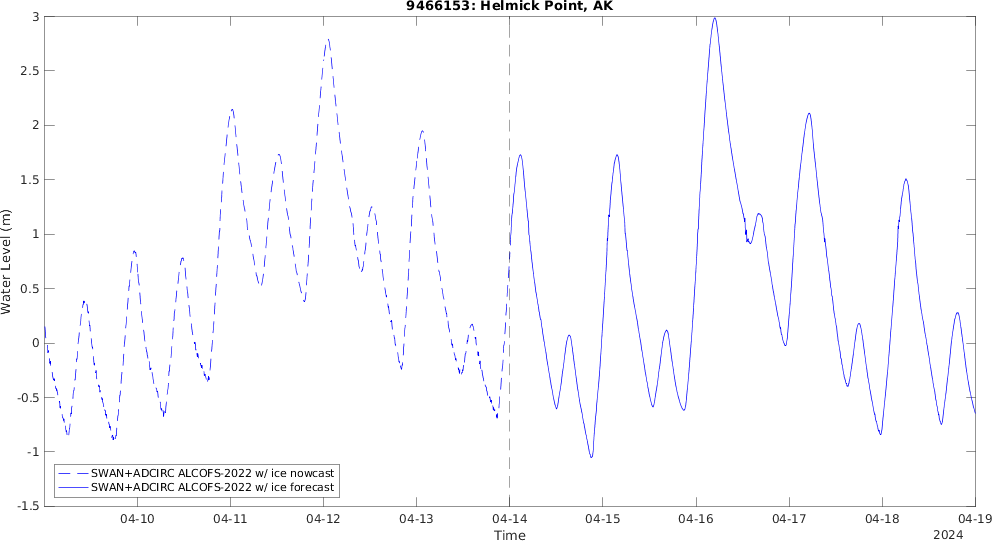 9466153: Helmick Point, AK
3
2.5
2
1.5
1
0.5
0
-0.5
-1
-1.5
Water Level (m)
SWAN+ADCIRC ALCOFS-2022 w/ ice nowcast
SWAN+ADCIRC ALCOFS-2022 w/ ice forecast
04-10 04-11 04-12 04-13 04-14 04-15 04-16 04-17 04-18 04-19
Time
2024